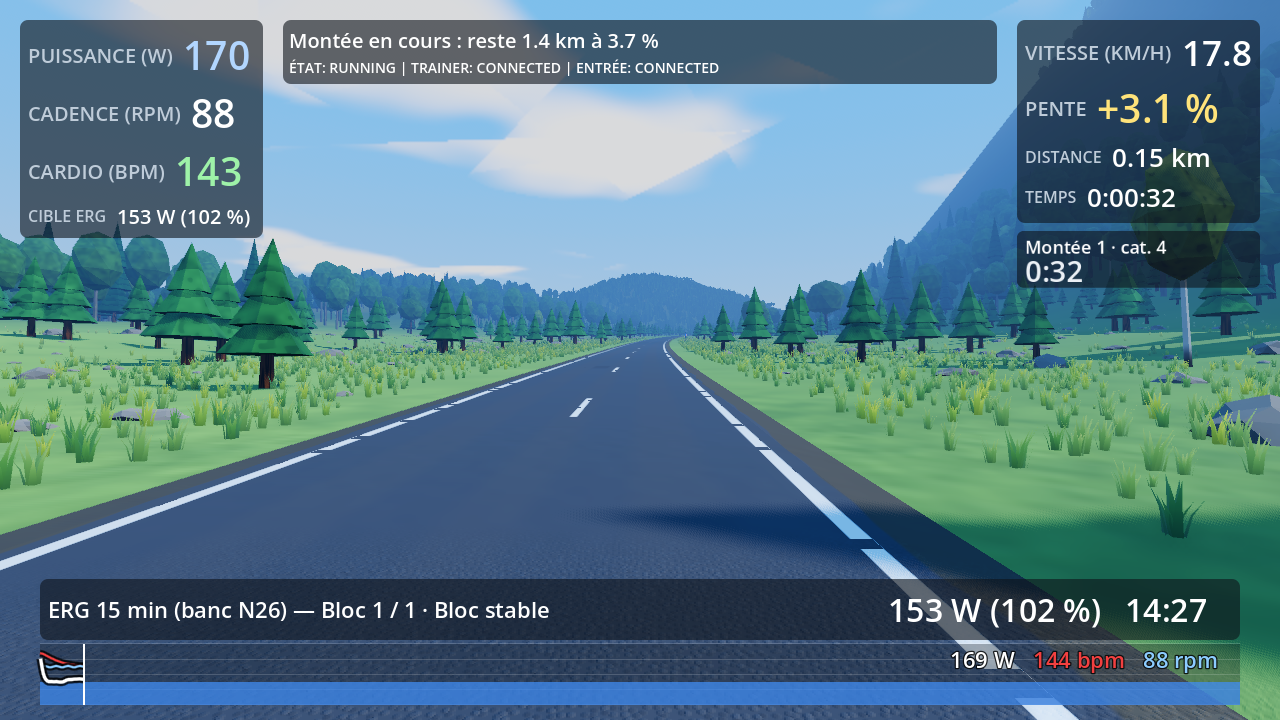 PUISSANCE (W) 170
CADENCE (RPM) 88
CARDIO (BPM) 143
CIBLE ERG 153 W (102 %)
Montée en cours : reste 1.4 km à 3.7 %
ÉTAT: RUNNING | TRAINER: CONNECTED | ENTRÉE: CONNECTED
VITESSE (KM/H) 17.8
PENTE +3.1 %
DISTANCE 0.15 km
TEMPS 0:00:32
Montée 1 · cat. 4
0:32
ERG 15 min (banc N26) — Bloc 1 / 1 · Bloc stable 153 W (102 %) 14:27
169 W 144 bpm 88 rpm